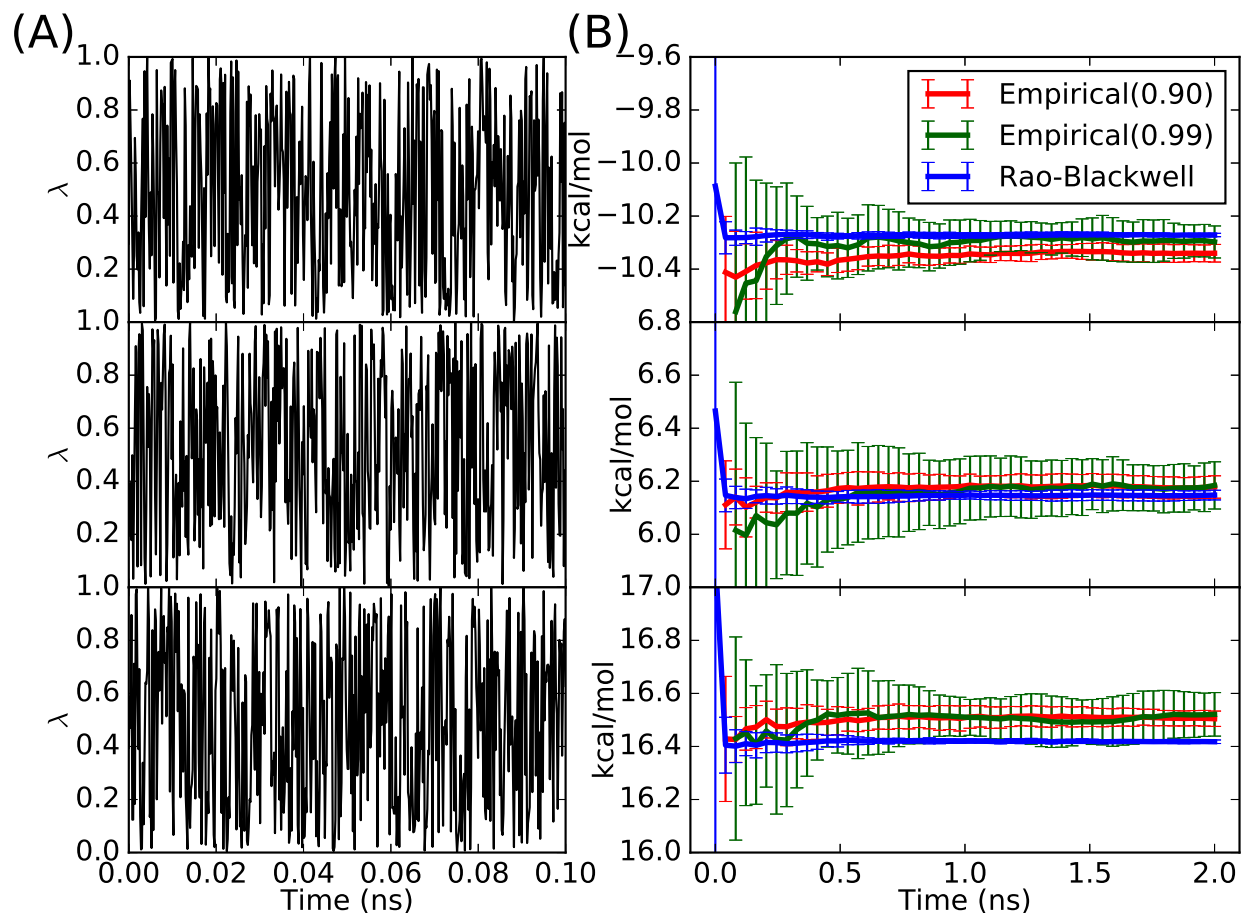 (A)
(B)
1.0
0.8
0.6
0.4
0.2
λ
1.0
0.8
0.6
0.4
0.2
λ
1.0
0.8
0.6
0.4
0.2
0.0
λ
0.00 0.02 0.04 0.06 0.08 0.10
Time (ns)
−9.6
−9.8
−10.0
−10.2
−10.4
kcal/mol
Empirical(0.90)
Empirical(0.99)
Rao-Blackwell
6.8
6.6
6.4
6.2
6.0
kcal/mol
17.0
16.8
16.6
16.4
16.2
16.0
kcal/mol
0.0 0.5 1.0 1.5 2.0
Time (ns)